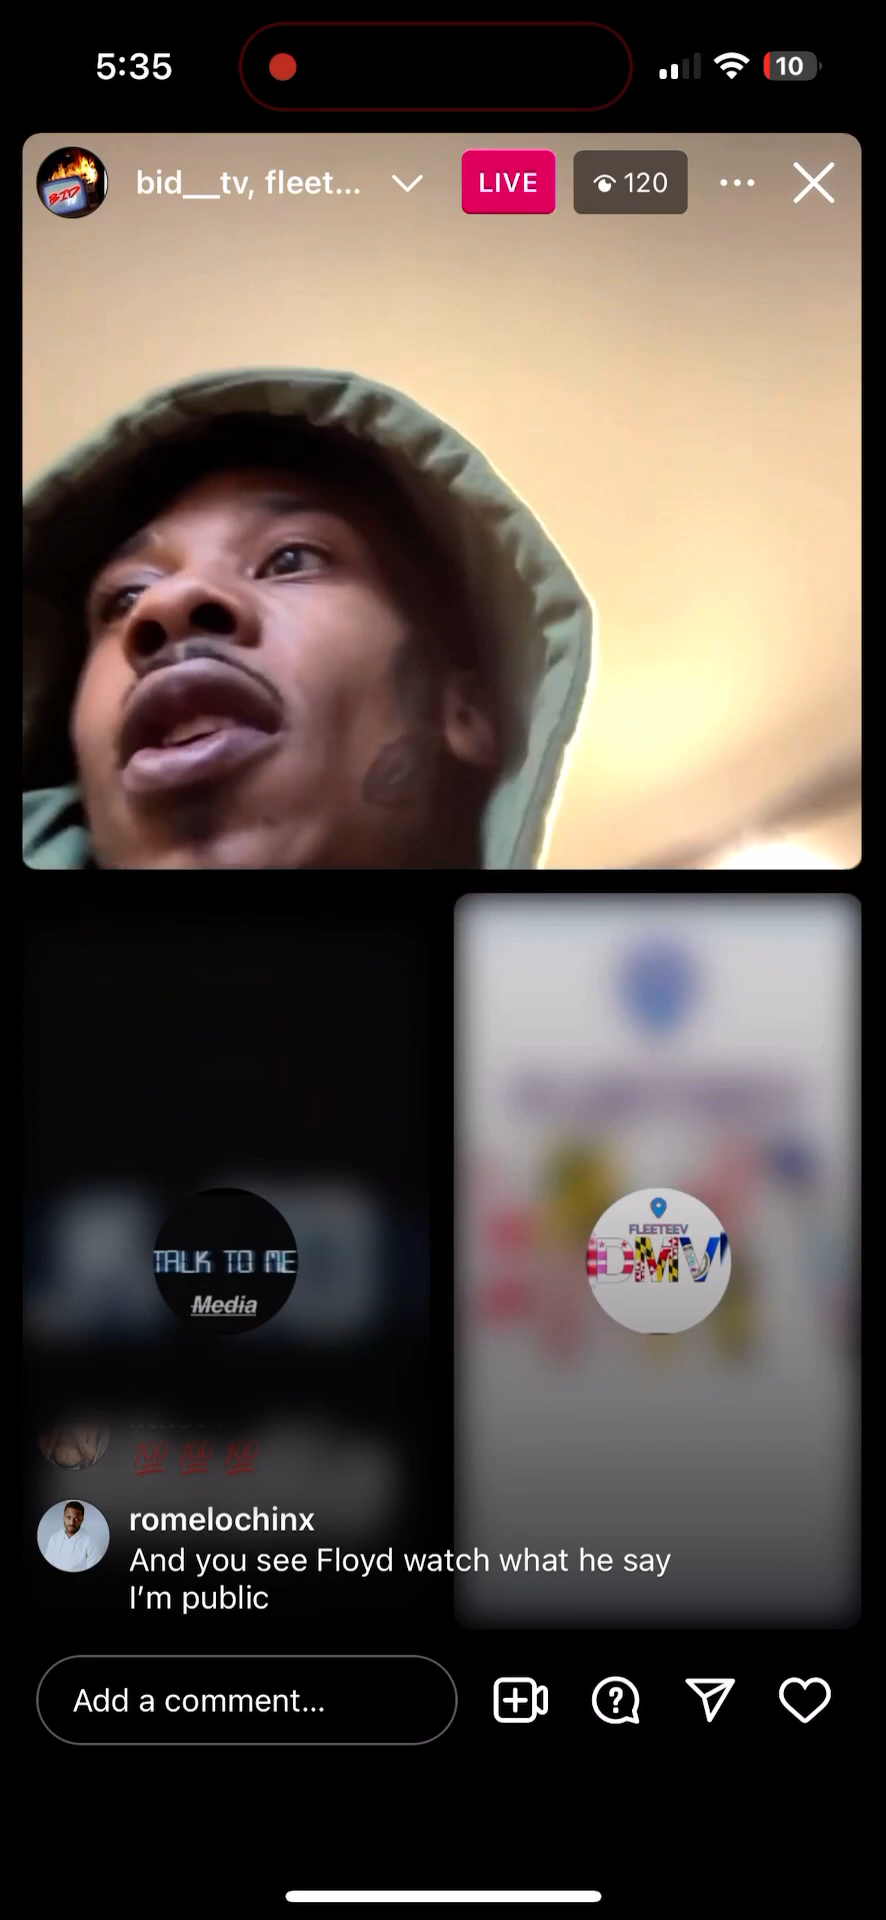 5:35
10
BID
bid__tv, fleet...
LIVE
120
TALK TO ME
Media
FLEETEEV
DMV
romelochinx
And you see Floyd watch what he say
I'm public
Add a comment...